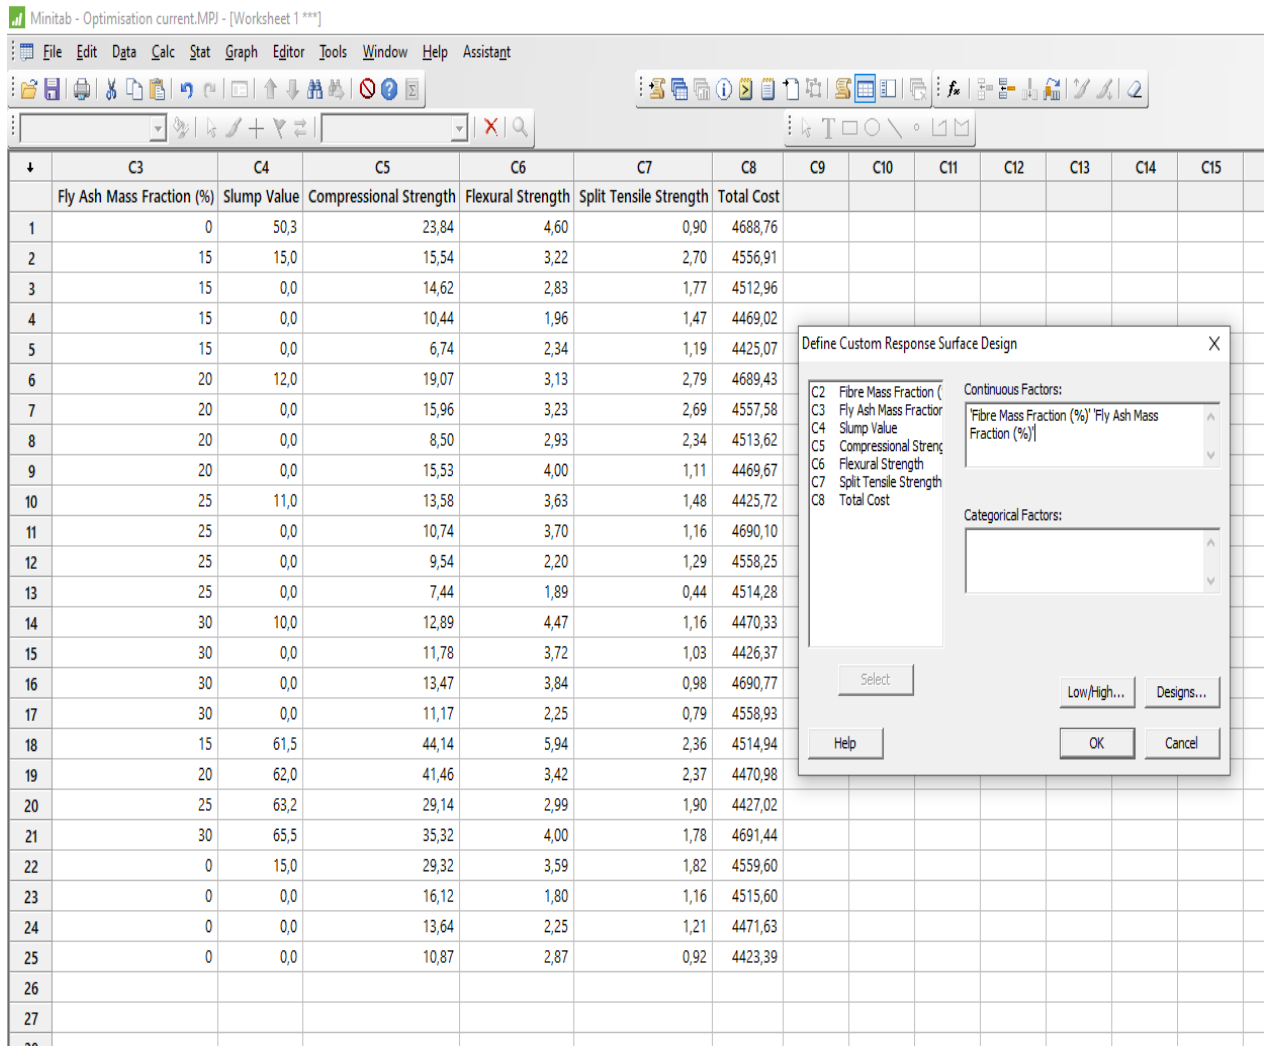 Minitab - Optimisation current.MPJ - [Worksheet 1 ***]
File Edit Data Calc Stat Graph Editor Tools Window Help Assistant
C3 C4 C5 C6 C7 C8 C9 C10 C11 C12 C13 C14 C15
Fly Ash Mass Fraction (%) Slump Value Compressional Strength Flexural Strength Split Tensile Strength Total Cost
1 0 50,3 23,84 4,60 0,90 4688,76
2 15 15,0 15,54 3,22 2,70 4556,91
3 15 0,0 14,62 2,83 1,77 4512,96
4 15 0,0 10,44 1,96 1,47 4469,02
5 15 0,0 6,74 2,34 1,19 4425,07
6 20 12,0 19,07 3,13 2,79 4689,43
7 20 0,0 15,96 3,23 2,69 4557,58
8 20 0,0 8,50 2,93 2,34 4513,62
9 20 0,0 15,53 4,00 1,11 4469,67
10 25 11,0 13,58 3,63 1,48 4425,72
11 25 0,0 10,74 3,70 1,16 4690,10
12 25 0,0 9,54 2,20 1,29 4558,25
13 25 0,0 7,44 1,89 0,44 4514,28
14 30 10,0 12,89 4,47 1,16 4470,33
15 30 0,0 11,78 3,72 1,03 4426,37
16 30 0,0 13,47 3,84 0,98 4690,77
17 30 0,0 11,17 2,25 0,79 4558,93
18 15 61,5 44,14 5,94 2,36 4514,94
19 20 62,0 41,46 3,42 2,37 4470,98
20 25 63,2 29,14 2,99 1,90 4427,02
21 30 65,5 35,32 4,00 1,78 4691,44
22 0 15,0 29,32 3,59 1,82 4559,60
23 0 0,0 16,12 1,80 1,16 4515,60
24 0 0,0 13,64 2,25 1,21 4471,63
25 0 0,0 10,87 2,87 0,92 4423,39
26
27
Define Custom Response Surface Design
C2 Fibre Mass Fraction (
C3 Fly Ash Mass Fraction
C4 Slump Value
C5 Compressional Streng
C6 Flexural Strength
C7 Split Tensile Strength
C8 Total Cost
Continuous Factors:
'Fibre Mass Fraction (%)' 'Fly Ash Mass
Fraction (%)'
Categorical Factors:
Select
Low/High... Designs...
Help OK Cancel